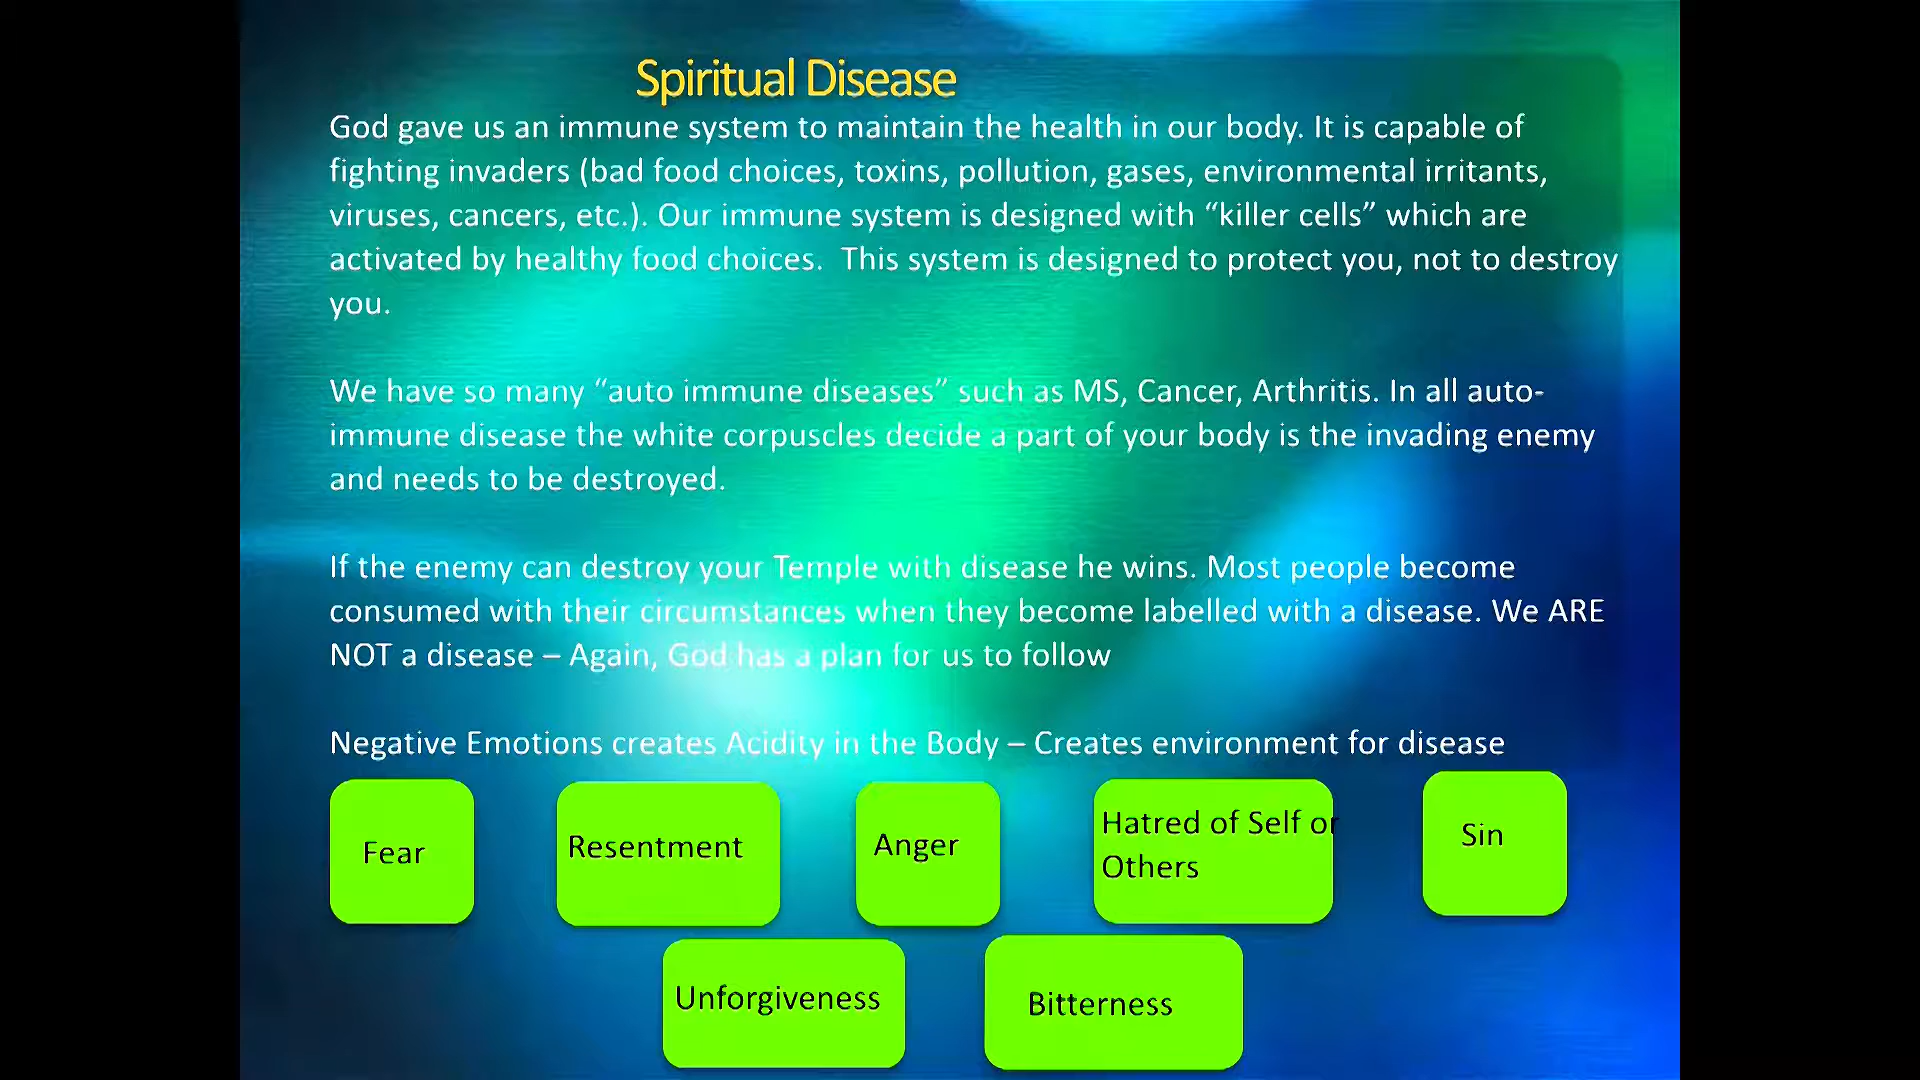 Spiritual Disease
God gave us an immune system to maintain the health in our body. It is capable of
fighting invaders (bad food choices, toxins, pollution, gases, environmental irritants,
viruses, cancers, etc.). Our immune system is designed with “killer cells” which are
activated by healthy food choices.  This system is designed to protect you, not to destroy
you.
We have so many “auto immune diseases” such as MS, Cancer, Arthritis. In all auto-
immune disease the white corpuscles decide a part of your body is the invading enemy
and needs to be destroyed.
If the enemy can destroy your Temple with disease he wins. Most people become
consumed with their circumstances when they become labelled with a disease. We ARE
NOT a disease – Again, God has a plan for us to follow
Negative Emotions creates Acidity in the Body – Creates environment for disease
Fear
Resentment
Anger
Hatred of Self or
Others
Sin
Unforgiveness
Bitterness